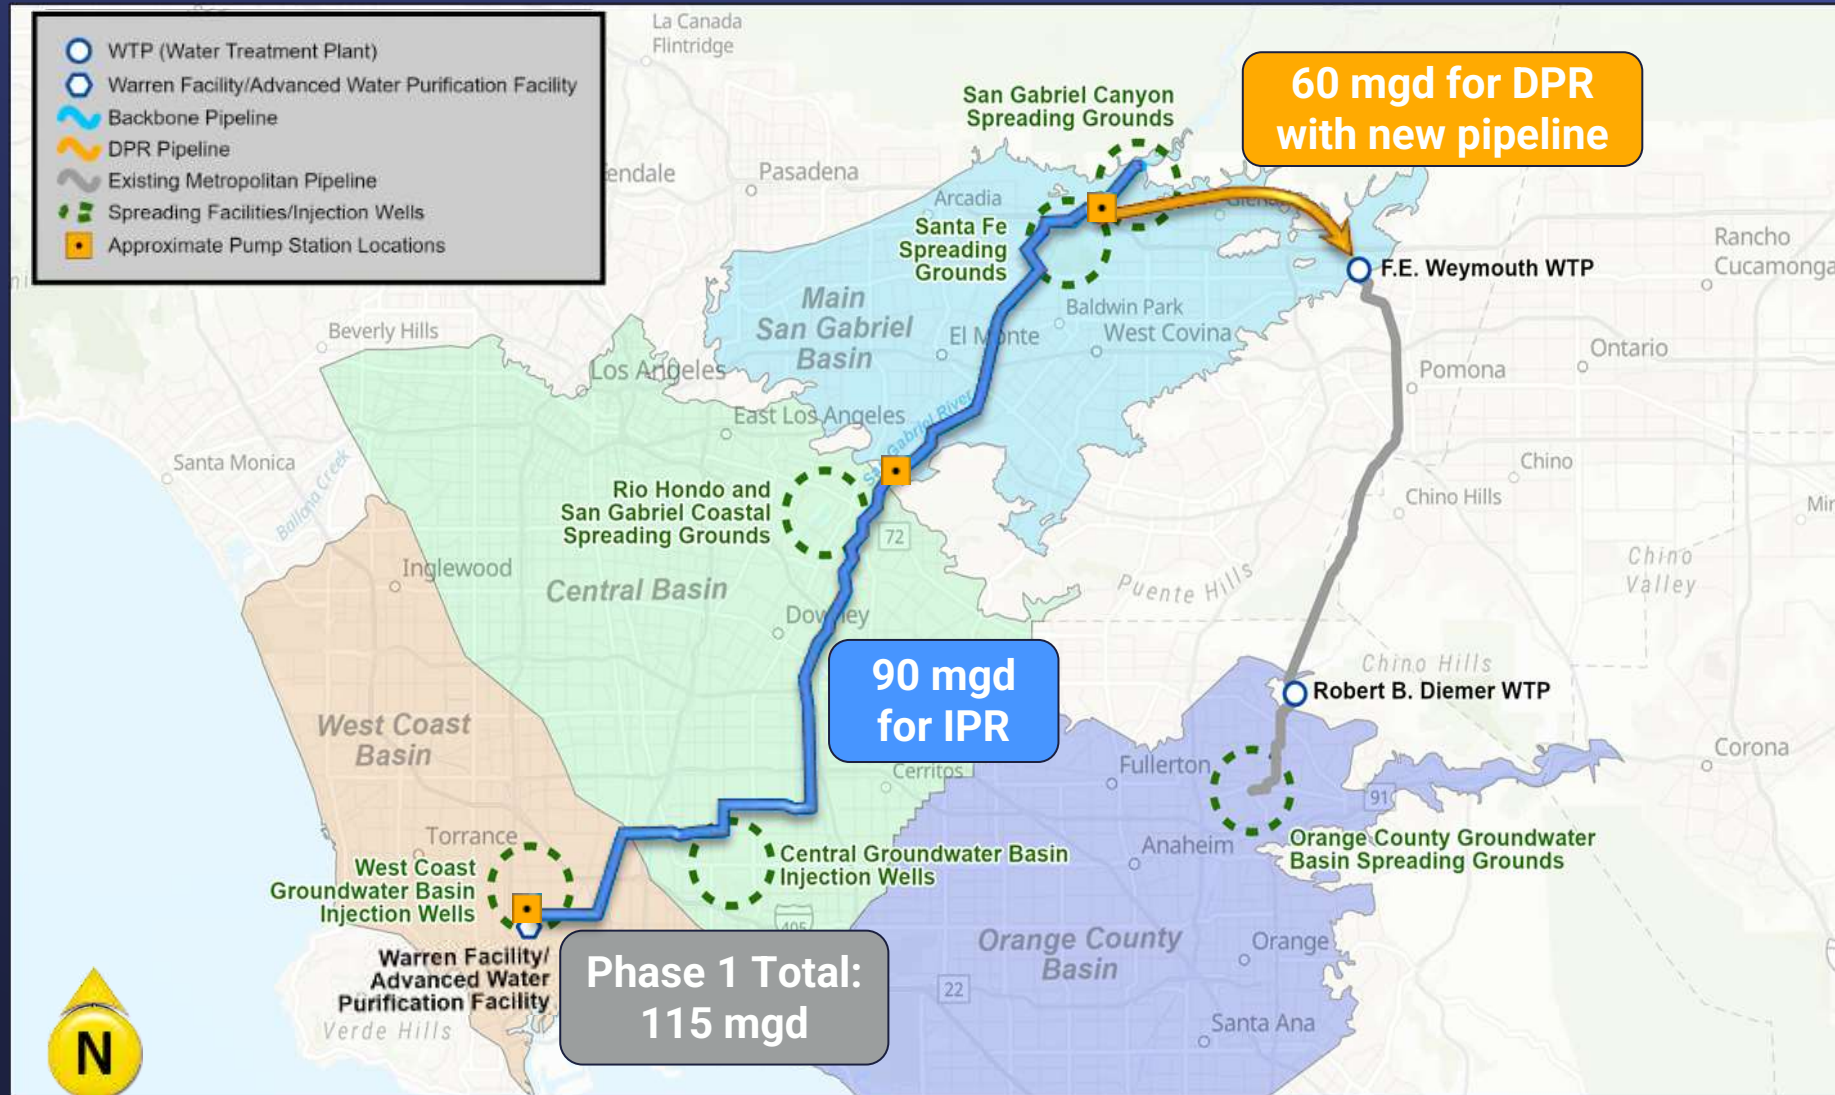 WTP (Water Treatment Plant)
Warren Facility/Advanced Water Purification Facility
Backbone Pipeline
DPR Pipeline
Existing Metropolitan Pipeline
Spreading Facilities/Injection Wells
Approximate Pump Station Locations
La Canada
Flintridge
San Gabriel Canyon
Spreading Grounds
60 mgd for DPR
with new pipeline
endale
Pasadena
Arcadia
Santa Fe
Spreading
Grounds
Rancho
Cucamonga
F.E. Weymouth WTP
Main
San Gabriel
Basin
Baldwin Park
El Monte
West Covina
Beverly Hills
Los Angeles
Ontario
Pomona
East Los Angeles
San Gabriel River
Santa Monica
Ballona Creek
Rio Hondo and
San Gabriel Coastal
Spreading Grounds
72
Chino
Chino Hills
Mir
Chino
Valley
Inglewood
Central Basin
Puente Hills
Downey
90 mgd
for IPR
Chino Hills
Robert B. Diemer WTP
West Coast
Basin
Cerritos
Fullerton
Corona
91
Torrance
West Coast
Groundwater Basin
Injection Wells
Central Groundwater Basin
Injection Wells
Anaheim
Orange County Groundwater
Basin Spreading Grounds
405
Warren Facility/
Advanced Water
Purification Facility
Verde Hills
Phase 1 Total:
115 mgd
Orange County
Basin
Orange
22
Santa Ana
N